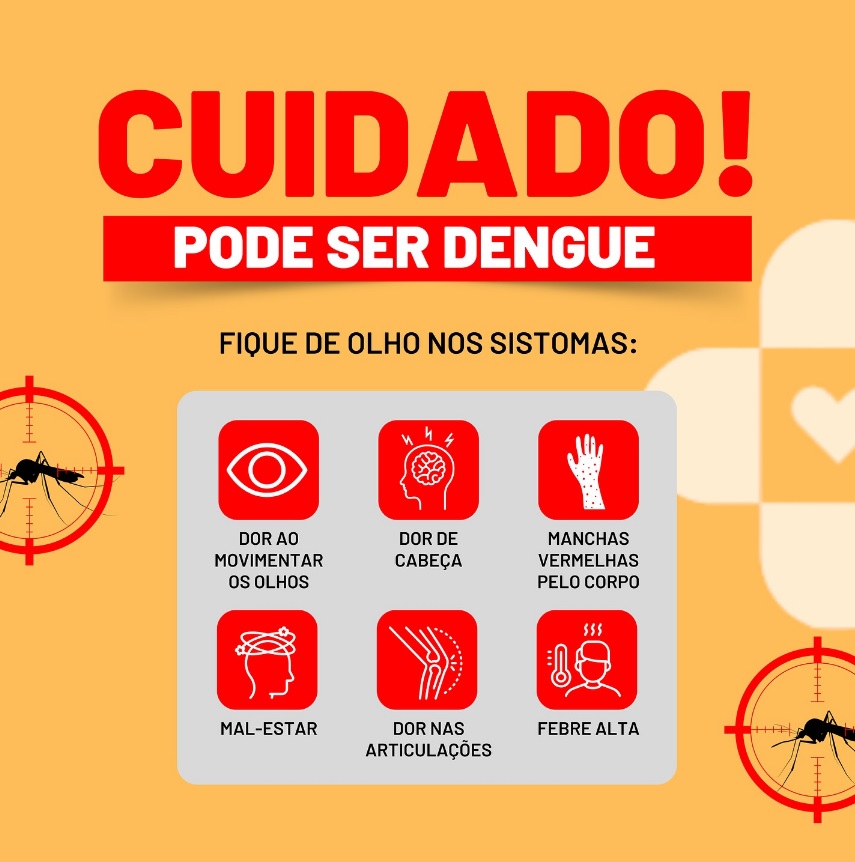 CUIDADO!
PODE SER DENGUE
FIQUE DE OLHO NOS SISTOMAS:
DOR AO
MOVIMENTAR
OS OLHOS
DOR DE
CABEÇA
MANCHAS
VERMELHAS
PELO CORPO
MAL-ESTAR
DOR NAS
ARTICULAÇÕES
FEBRE ALTA